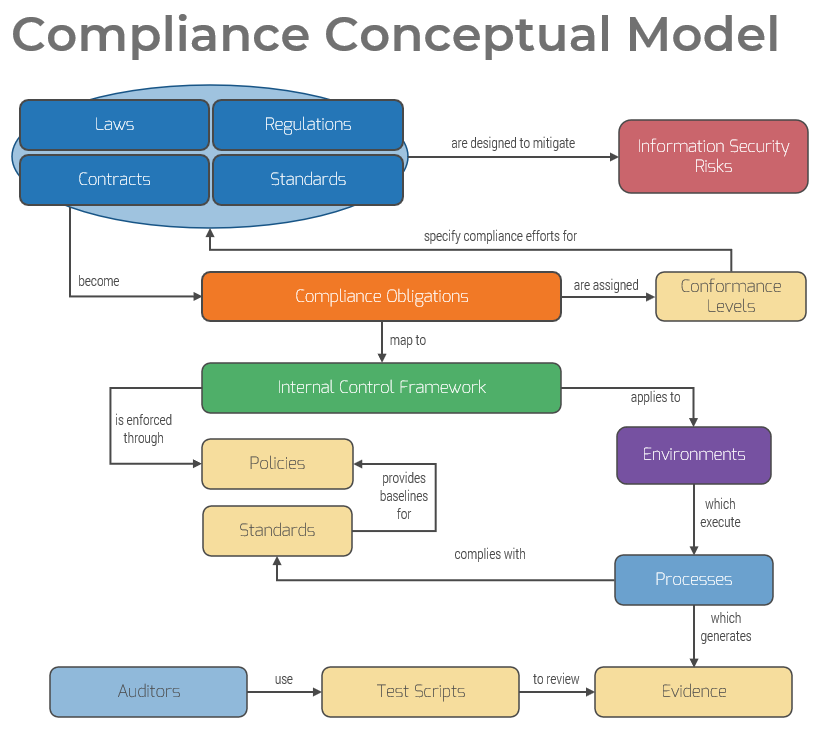 Compliance Conceptual Model
Laws
Regulations
Contracts
Standards
are designed to mitigate
Information Security
Risks
specify compliance efforts for
become
Compliance Obligations
are assigned
Conformance
Levels
map to
Internal Control Framework
is enforced
through
applies to
Policies
Environments
provides
baselines
for
which
execute
Standards
complies with
Processes
which
generates
Auditors
use
Test Scripts
to review
Evidence